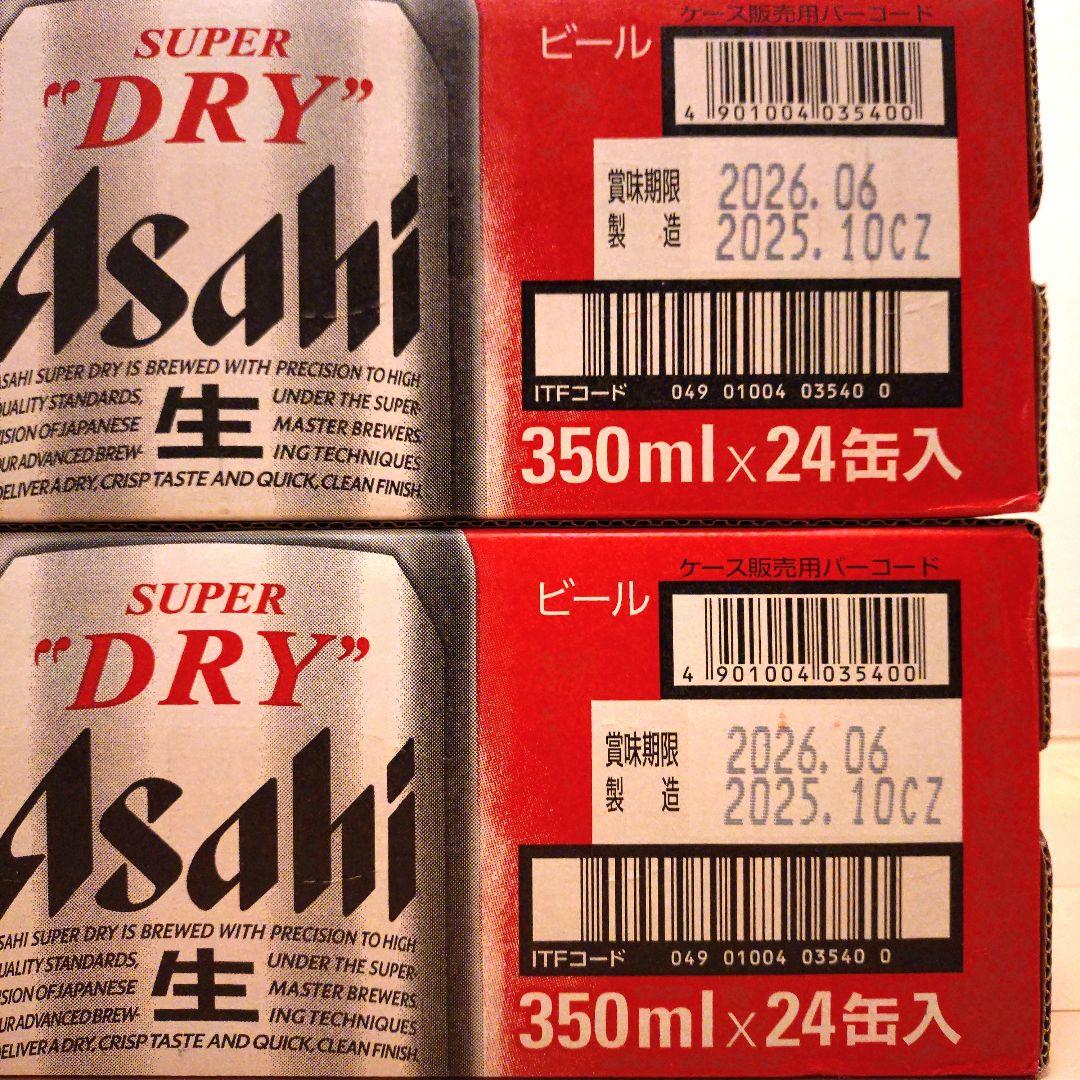 SUPER
"DRY"
Asahi
ASAHI SUPER DRY IS BREWED WITH PRECISION TO HIGH
QUALITY STANDARDS, UNDER THE SUPER-
VISION OF JAPANESE MASTER BREWERS.
OUR ADVANCED BREW- ING TECHNIQUES
DELIVER A DRY, CRISP TASTE AND QUICK, CLEAN FINISH.
生
ビール
ケース販売用バーコード
4 901004 035400
賞味期限 2026.06
製造 2025.10CZ
ITFコード 049 01004 03540 0
350ml×24缶入
SUPER
"DRY"
Asahi
ASAHI SUPER DRY IS BREWED WITH PRECISION TO HIGH
QUALITY STANDARDS, UNDER THE SUPER-
VISION OF JAPANESE MASTER BREWERS.
OUR ADVANCED BREW- ING TECHNIQUES
DELIVER A DRY, CRISP TASTE AND QUICK, CLEAN FINISH.
生
ビール
ケース販売用バーコード
4 901004 035400
賞味期限 2026.06
製造 2025.10CZ
ITFコード 049 01004 03540 0
350ml×24缶入